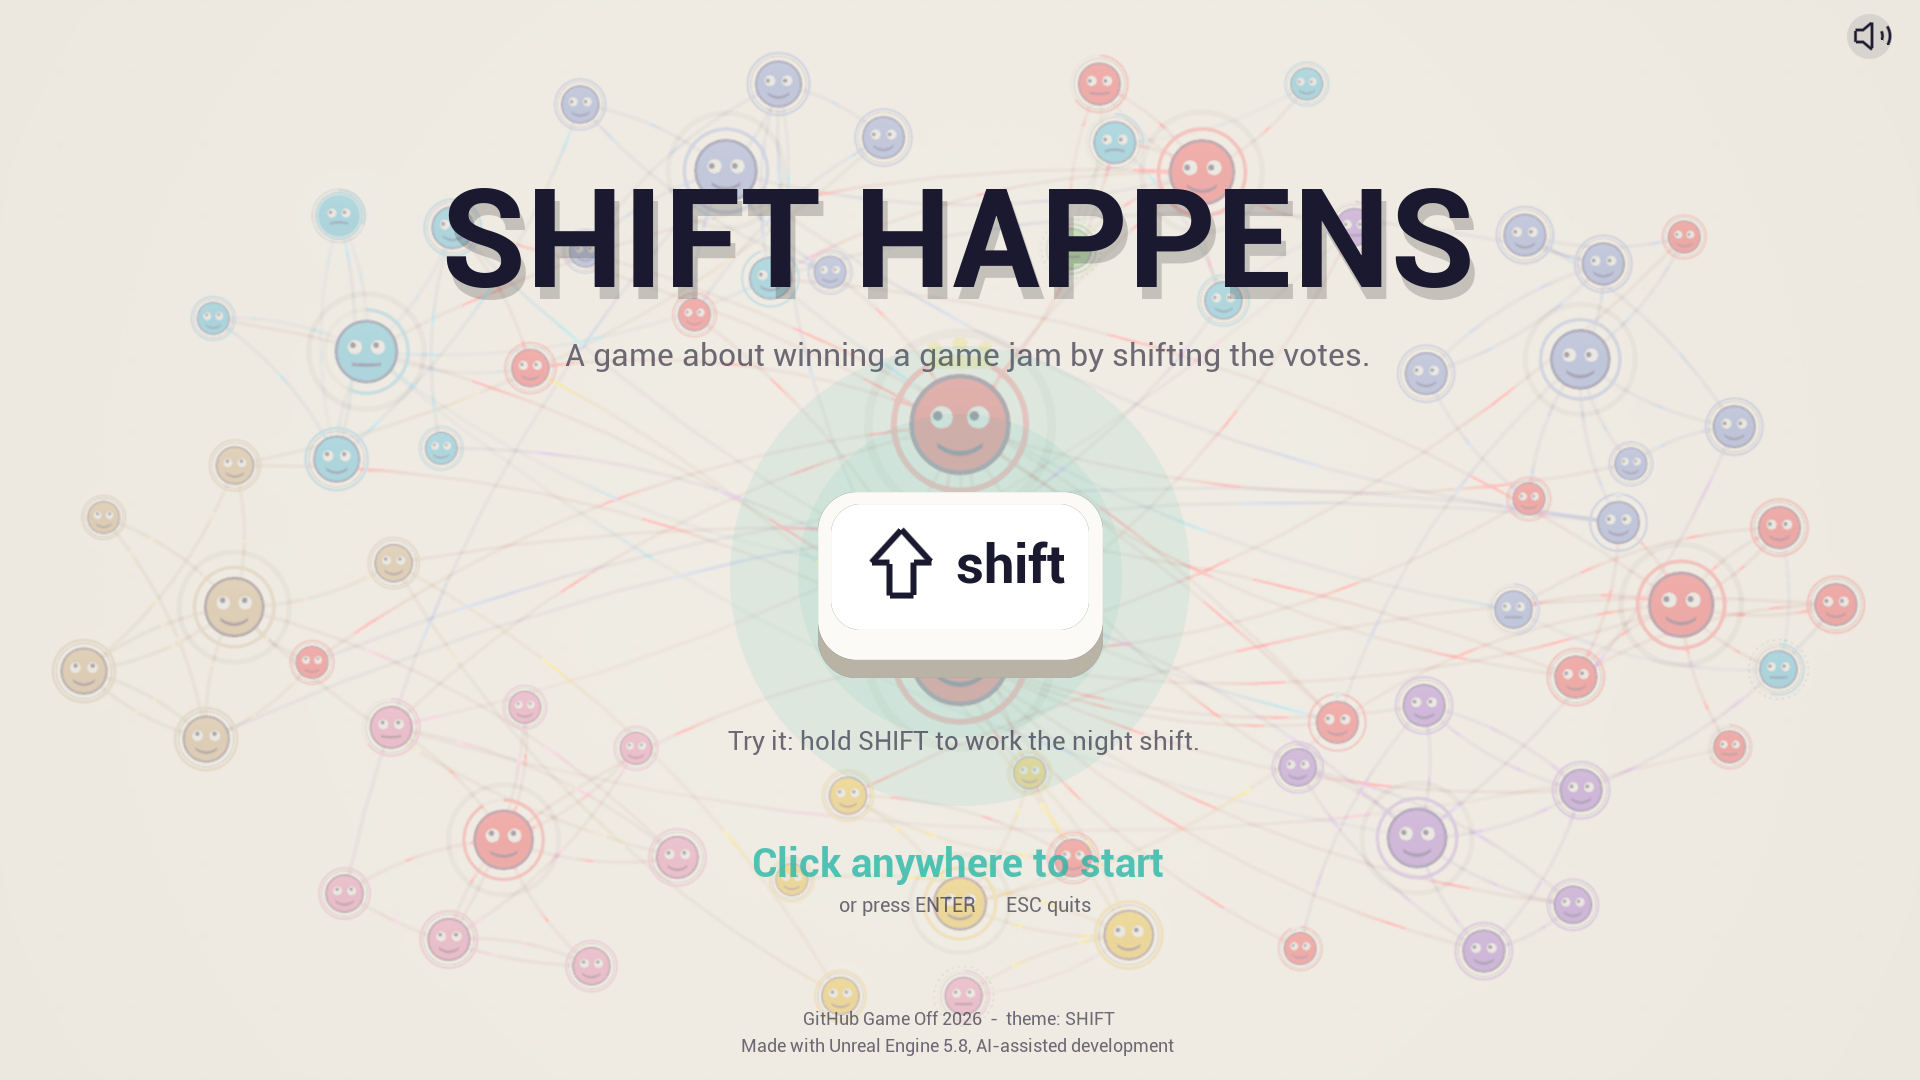 SHIFT HAPPENS
A game about winning a game jam by shifting the votes.
shift
Try it: hold SHIFT to work the night shift.
Click anywhere to start
or press ENTER ESC quits
GitHub Game Off 2026 - theme: SHIFT
Made with Unreal Engine 5.8, AI-assisted development